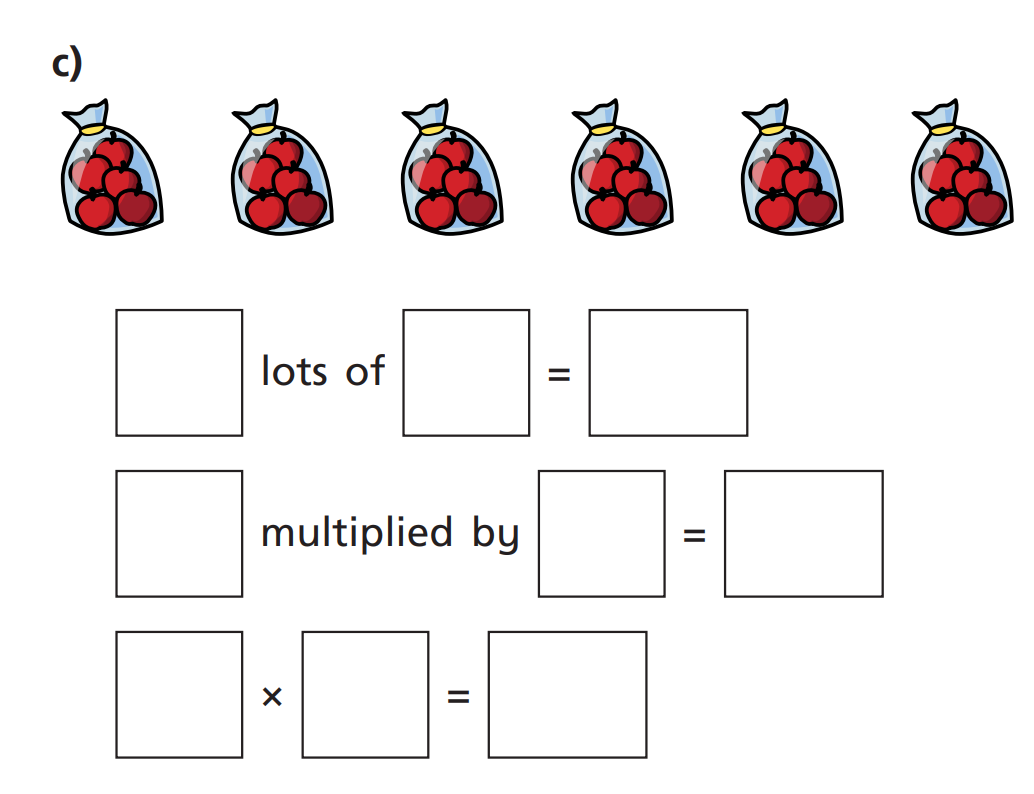 c)
lots of =
multiplied by =
× =